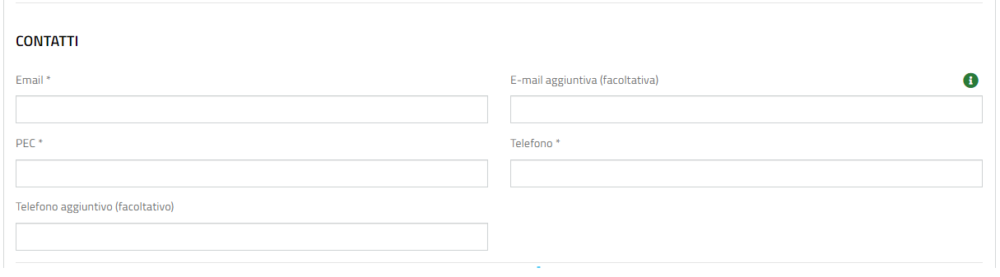 CONTATTI
Email *
E-mail aggiuntiva (facoltativa)
PEC *
Telefono *
Telefono aggiuntivo (facoltativo)